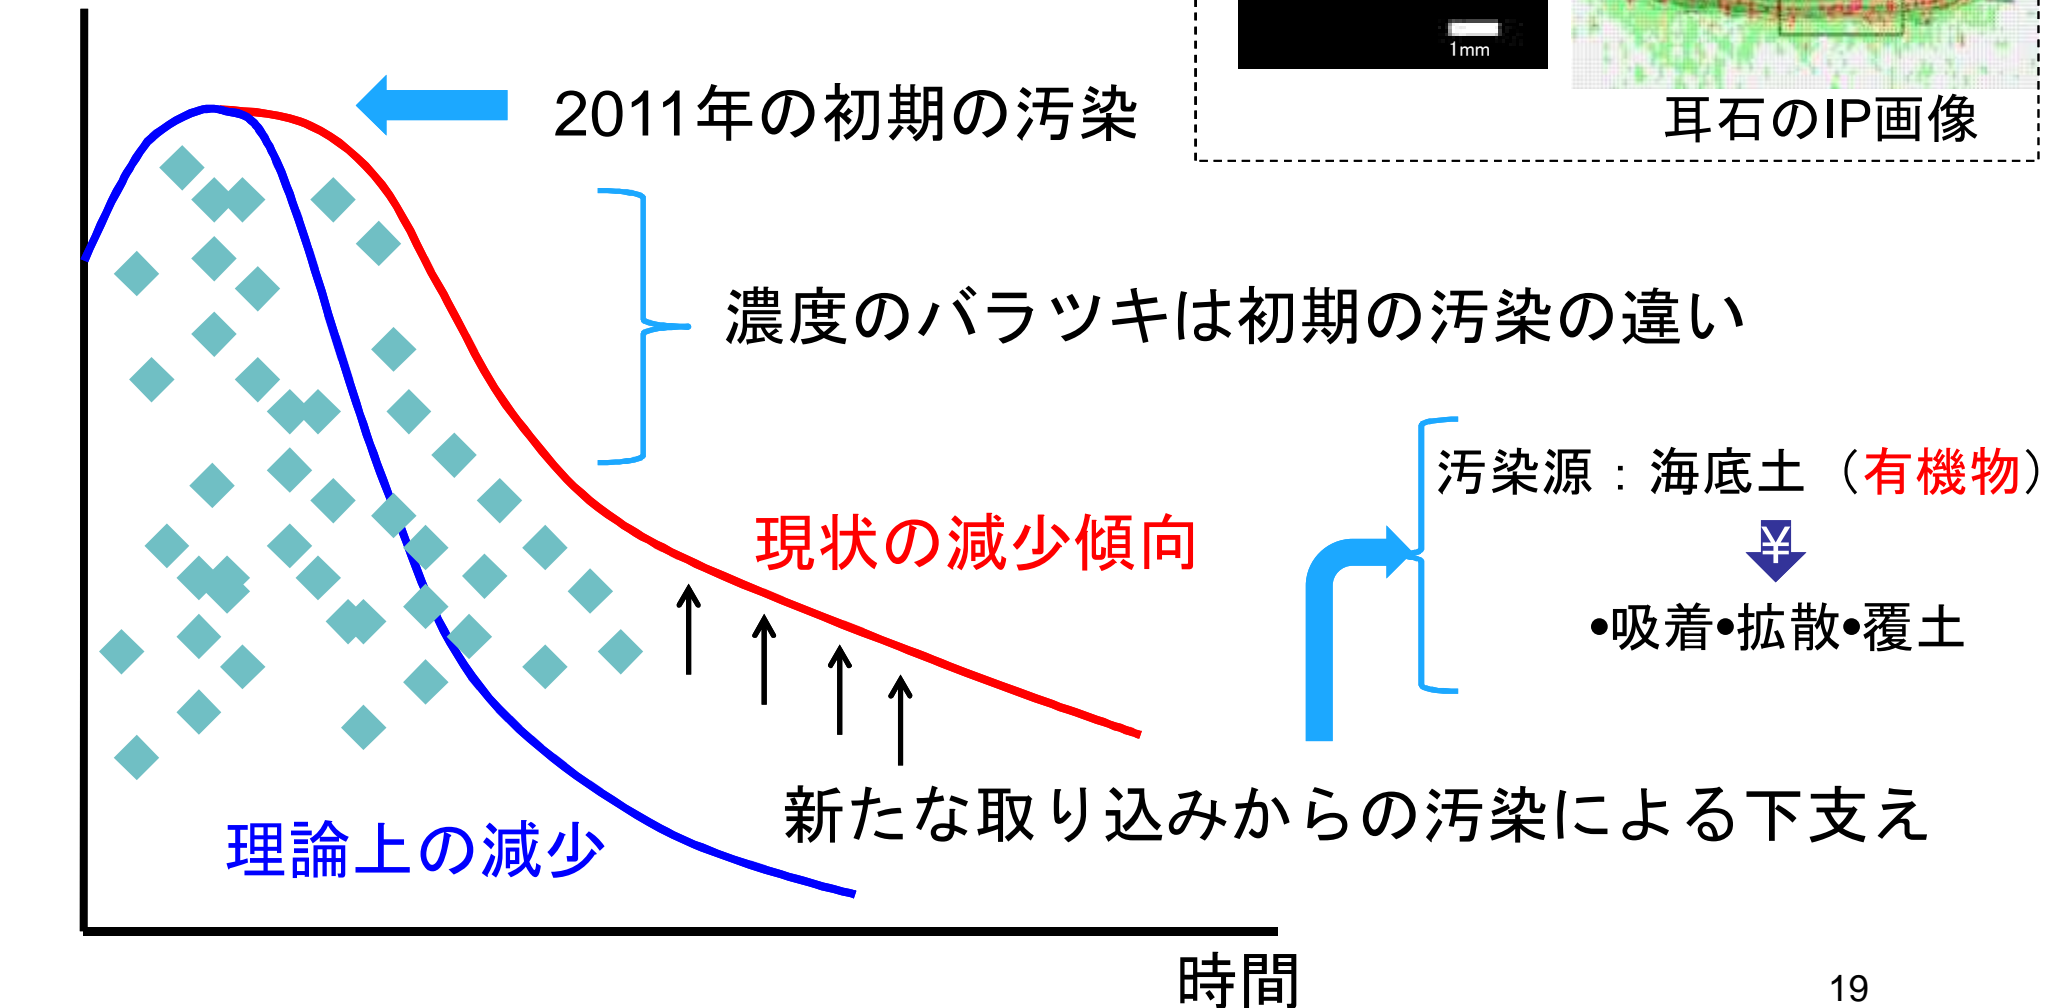 1mm
耳石のIP画像
2011年の初期の汚染
濃度のバラツキは初期の汚染の違い
汚染源：海底土（有機物）
¥
現状の減少傾向
•吸着•拡散•覆土
新たな取り込みからの汚染による下支え
理論上の減少
時間
19